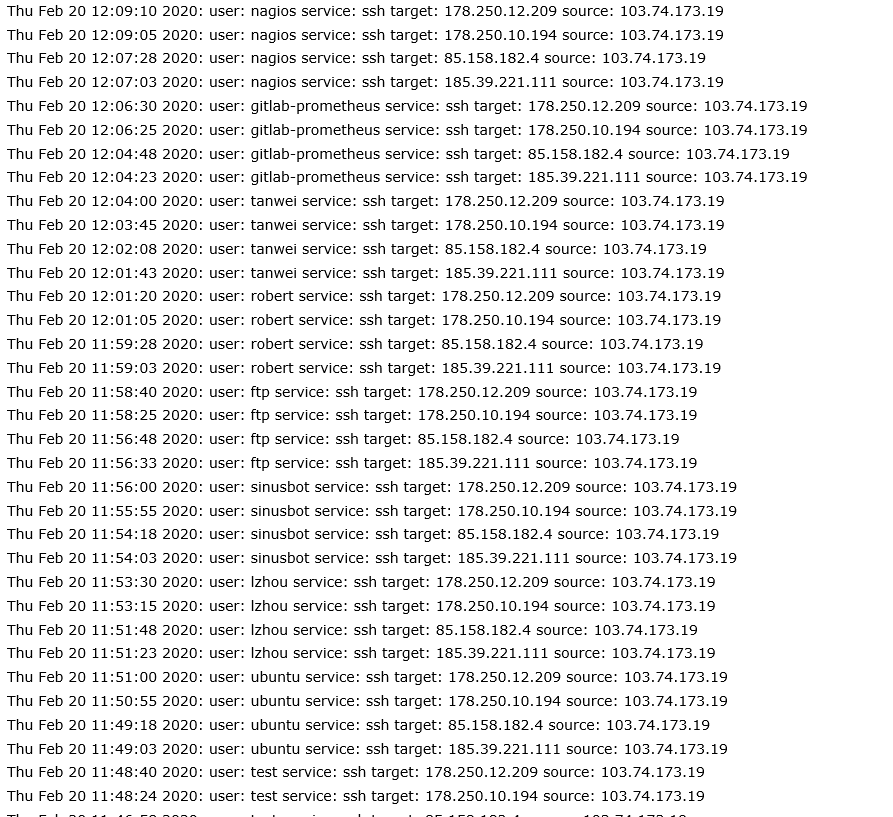 Thu Feb 20 12:09:10 2020: user: nagios service: ssh target: 178.250.12.209 source: 103.74.173.19
Thu Feb 20 12:09:05 2020: user: nagios service: ssh target: 178.250.10.194 source: 103.74.173.19
Thu Feb 20 12:07:28 2020: user: nagios service: ssh target: 85.158.182.4 source: 103.74.173.19
Thu Feb 20 12:07:03 2020: user: nagios service: ssh target: 185.39.221.111 source: 103.74.173.19
Thu Feb 20 12:06:30 2020: user: gitlab-prometheus service: ssh target: 178.250.12.209 source: 103.74.173.19
Thu Feb 20 12:06:25 2020: user: gitlab-prometheus service: ssh target: 178.250.10.194 source: 103.74.173.19
Thu Feb 20 12:04:48 2020: user: gitlab-prometheus service: ssh target: 85.158.182.4 source: 103.74.173.19
Thu Feb 20 12:04:23 2020: user: gitlab-prometheus service: ssh target: 185.39.221.111 source: 103.74.173.19
Thu Feb 20 12:04:00 2020: user: tanwei service: ssh target: 178.250.12.209 source: 103.74.173.19
Thu Feb 20 12:03:45 2020: user: tanwei service: ssh target: 178.250.10.194 source: 103.74.173.19
Thu Feb 20 12:02:08 2020: user: tanwei service: ssh target: 85.158.182.4 source: 103.74.173.19
Thu Feb 20 12:01:43 2020: user: tanwei service: ssh target: 185.39.221.111 source: 103.74.173.19
Thu Feb 20 12:01:20 2020: user: robert service: ssh target: 178.250.12.209 source: 103.74.173.19
Thu Feb 20 12:01:05 2020: user: robert service: ssh target: 178.250.10.194 source: 103.74.173.19
Thu Feb 20 11:59:28 2020: user: robert service: ssh target: 85.158.182.4 source: 103.74.173.19
Thu Feb 20 11:59:03 2020: user: robert service: ssh target: 185.39.221.111 source: 103.74.173.19
Thu Feb 20 11:58:40 2020: user: ftp service: ssh target: 178.250.12.209 source: 103.74.173.19
Thu Feb 20 11:58:25 2020: user: ftp service: ssh target: 178.250.10.194 source: 103.74.173.19
Thu Feb 20 11:56:48 2020: user: ftp service: ssh target: 85.158.182.4 source: 103.74.173.19
Thu Feb 20 11:56:33 2020: user: ftp service: ssh target: 185.39.221.111 source: 103.74.173.19
Thu Feb 20 11:56:00 2020: user: sinusbot service: ssh target: 178.250.12.209 source: 103.74.173.19
Thu Feb 20 11:55:55 2020: user: sinusbot service: ssh target: 178.250.10.194 source: 103.74.173.19
Thu Feb 20 11:54:18 2020: user: sinusbot service: ssh target: 85.158.182.4 source: 103.74.173.19
Thu Feb 20 11:54:03 2020: user: sinusbot service: ssh target: 185.39.221.111 source: 103.74.173.19
Thu Feb 20 11:53:30 2020: user: lzhou service: ssh target: 178.250.12.209 source: 103.74.173.19
Thu Feb 20 11:53:15 2020: user: lzhou service: ssh target: 178.250.10.194 source: 103.74.173.19
Thu Feb 20 11:51:48 2020: user: lzhou service: ssh target: 85.158.182.4 source: 103.74.173.19
Thu Feb 20 11:51:23 2020: user: lzhou service: ssh target: 185.39.221.111 source: 103.74.173.19
Thu Feb 20 11:51:00 2020: user: ubuntu service: ssh target: 178.250.12.209 source: 103.74.173.19
Thu Feb 20 11:50:55 2020: user: ubuntu service: ssh target: 178.250.10.194 source: 103.74.173.19
Thu Feb 20 11:49:18 2020: user: ubuntu service: ssh target: 85.158.182.4 source: 103.74.173.19
Thu Feb 20 11:49:03 2020: user: ubuntu service: ssh target: 185.39.221.111 source: 103.74.173.19
Thu Feb 20 11:48:40 2020: user: test service: ssh target: 178.250.12.209 source: 103.74.173.19
Thu Feb 20 11:48:24 2020: user: test service: ssh target: 178.250.10.194 source: 103.74.173.19